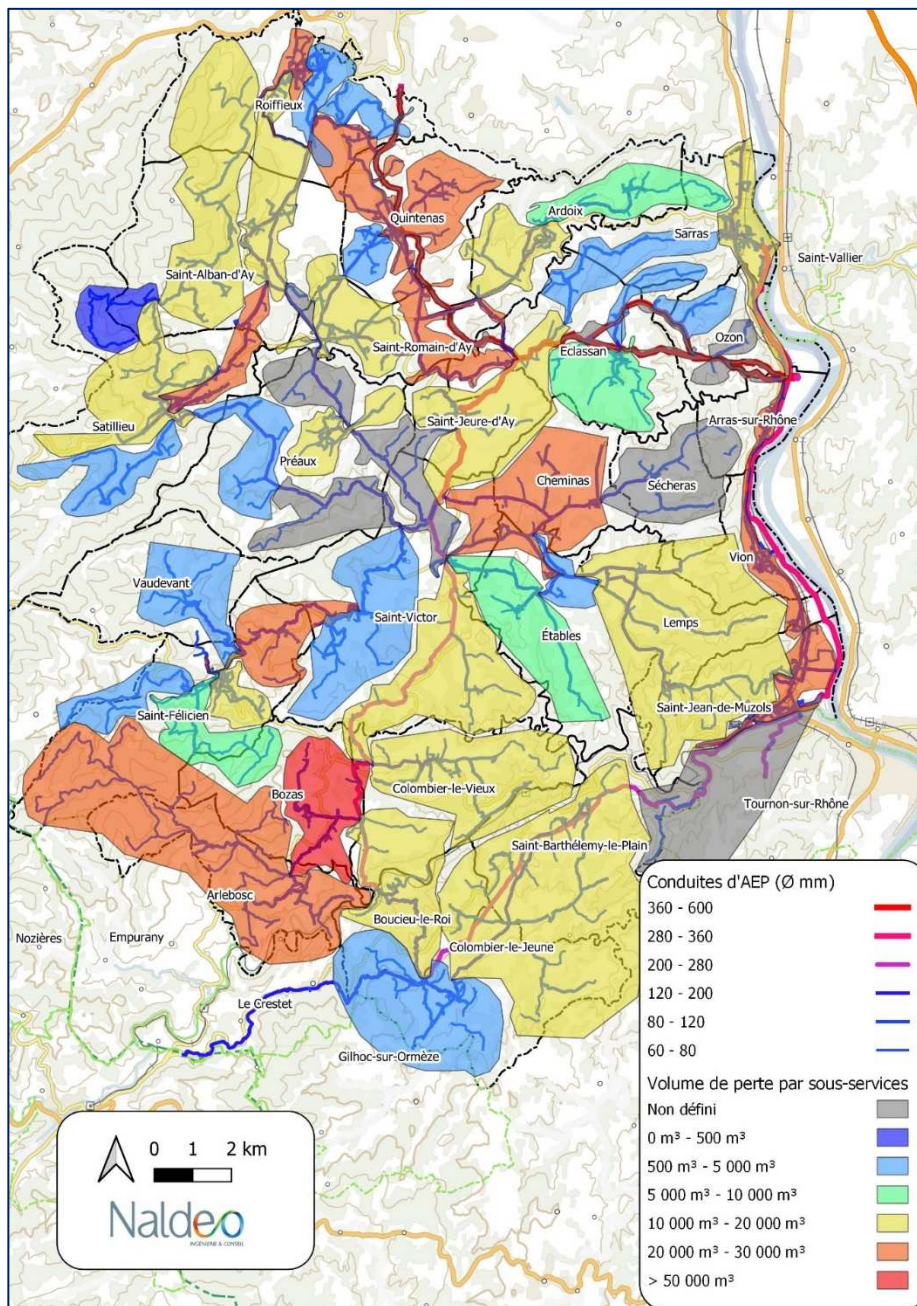 Roiffieux
Quintenas
Ardoix
Sarras
Saint-Vallier
Saint-Alban-d'Ay
Saint-Romain-d'Ay
Eclassan
Ozon
Satillieu
Saint-Jeure-d'Ay
Arras-sur-Rhône
Préaux
Cheminas
Sécheras
Vion
Vaudevant
Saint-Victor
Étables
Lemps
Saint-Félicien
Saint-Jean-de-Muzols
Bozas
Colombier-le-Vieux
Tournon-sur-Rhône
Saint-Barthélemy-le-Plain
Arlebosc
Boucieu-le-Roi
Nozières
Empurany
Colombier-le-Jeune
Le Crestet
Gilhoc-sur-Ormèze
Conduites d'AEP (Ø mm)
360 - 600
280 - 360
200 - 280
120 - 200
80 - 120
60 - 80
Volume de perte par sous-services
Non défini
0 m³ - 500 m³
500 m³ - 5 000 m³
5 000 m³ - 10 000 m³
10 000 m³ - 20 000 m³
20 000 m³ - 30 000 m³
> 50 000 m³
0 1 2 km
Naldeo
INGÉNIERIE & CONSEIL